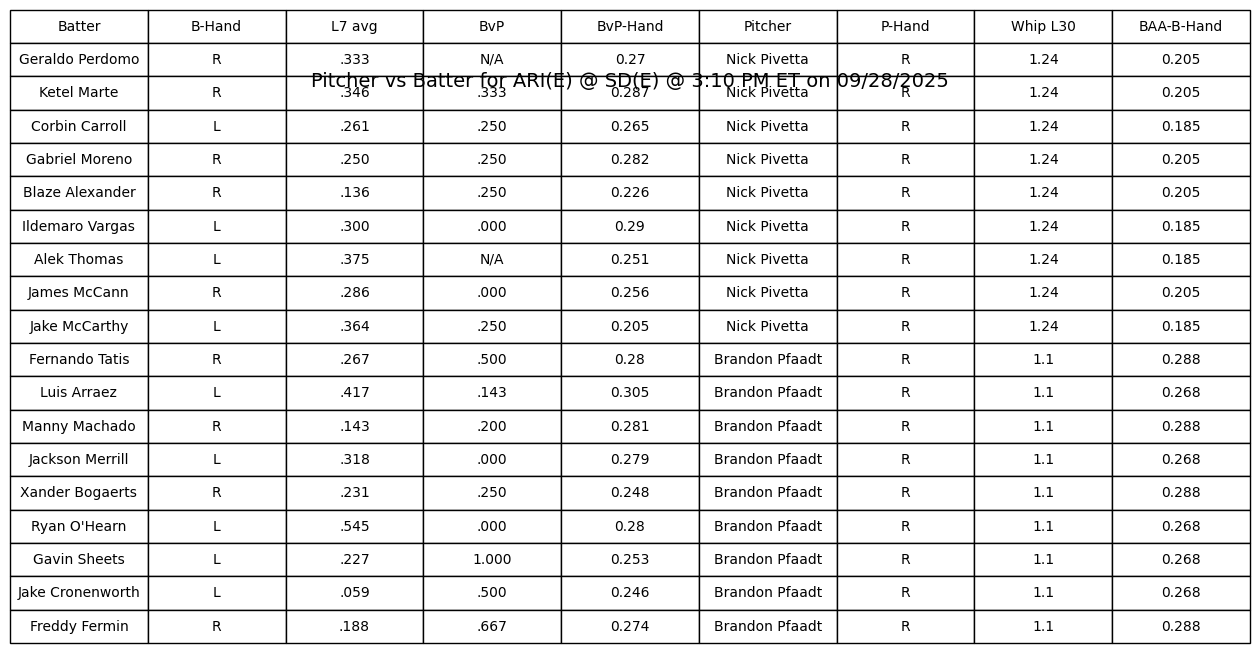 Batter B-Hand L7 avg BvP BvP-Hand Pitcher P-Hand Whip L30 BAA-B-Hand
Geraldo Perdomo R .333 N/A 0.27 Nick Pivetta R 1.24 0.205
Pitcher vs Batter for ARI(E) @ SD(E) @ 3:10 PM ET on 09/28/2025
Ketel Marte R .346 .333 0.287 Nick Pivetta R 1.24 0.205
Corbin Carroll L .261 .250 0.265 Nick Pivetta R 1.24 0.185
Gabriel Moreno R .250 .250 0.282 Nick Pivetta R 1.24 0.205
Blaze Alexander R .136 .250 0.226 Nick Pivetta R 1.24 0.205
Ildemaro Vargas L .300 .000 0.29 Nick Pivetta R 1.24 0.185
Alek Thomas L .375 N/A 0.251 Nick Pivetta R 1.24 0.185
James McCann R .286 .000 0.256 Nick Pivetta R 1.24 0.205
Jake McCarthy L .364 .250 0.205 Nick Pivetta R 1.24 0.185
Fernando Tatis R .267 .500 0.28 Brandon Pfaadt R 1.1 0.288
Luis Arraez L .417 .143 0.305 Brandon Pfaadt R 1.1 0.268
Manny Machado R .143 .200 0.281 Brandon Pfaadt R 1.1 0.288
Jackson Merrill L .318 .000 0.279 Brandon Pfaadt R 1.1 0.268
Xander Bogaerts R .231 .250 0.248 Brandon Pfaadt R 1.1 0.288
Ryan O'Hearn L .545 .000 0.28 Brandon Pfaadt R 1.1 0.268
Gavin Sheets L .227 1.000 0.253 Brandon Pfaadt R 1.1 0.268
Jake Cronenworth L .059 .500 0.246 Brandon Pfaadt R 1.1 0.268
Freddy Fermin R .188 .667 0.274 Brandon Pfaadt R 1.1 0.288